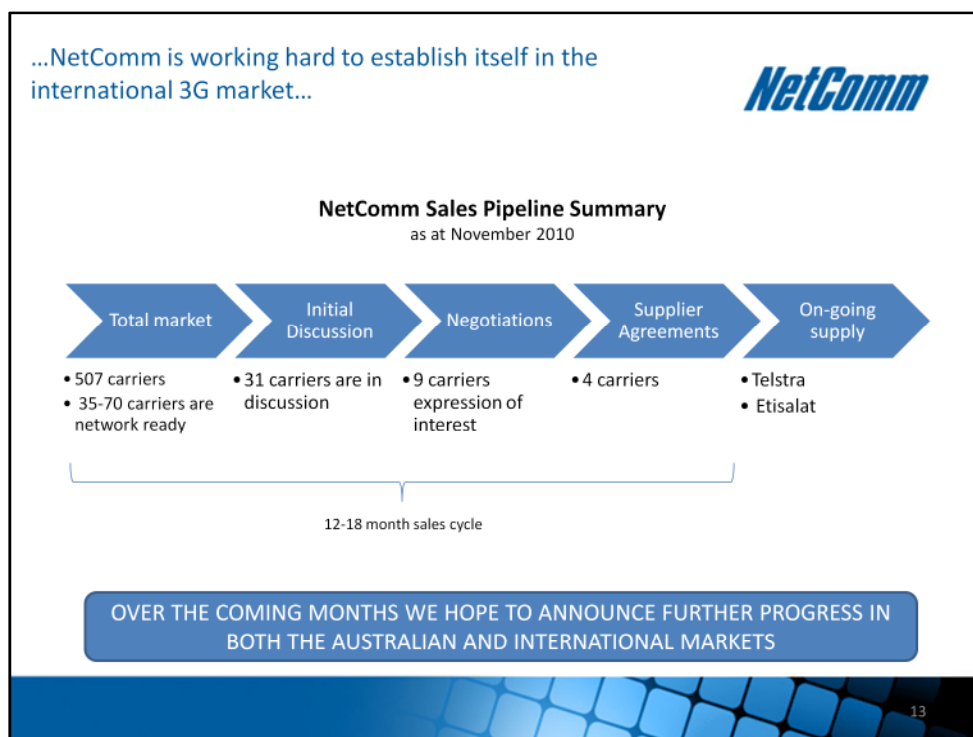 …NetComm is working hard to establish itself in the
international 3G market…
NetComm
NetComm Sales Pipeline Summary
as at November 2010
Total market
Initial
Discussion
Negotiations
Supplier
Agreements
On-going
supply
• 507 carriers
• 35-70 carriers are
network ready
• 31 carriers are in
discussion
• 9 carriers
expression of
interest
• 4 carriers
• Telstra
• Etisalat
12-18 month sales cycle
OVER THE COMING MONTHS WE HOPE TO ANNOUNCE FURTHER PROGRESS IN
BOTH THE AUSTRALIAN AND INTERNATIONAL MARKETS
13